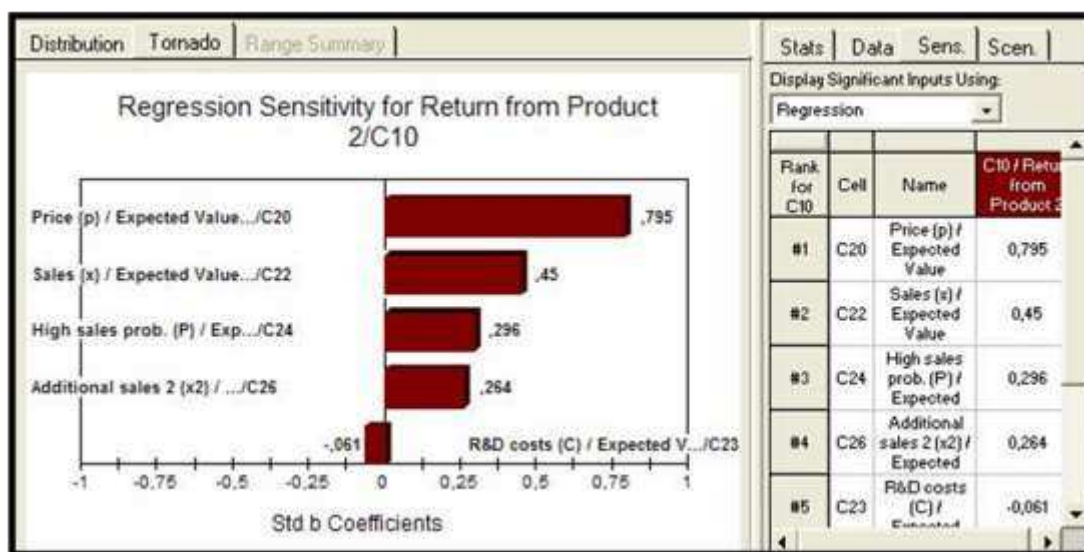 Distribution Tornado Range Summary
Regression Sensitivity for Return from Product
2/C10
Price (p) / Expected Value.../C20
,795
Sales (x) / Expected Value.../C22
,45
High sales prob. (P) / Exp.../C24
,296
Additional sales 2 (x2) / .../C26
,264
-,061
R&D costs (C) / Expected V.../C23
-1 -0,75 -0,5 -0,25 0 0,25 0,5 0,75 1
Std b Coefficients
Stats Data Sens. Scen.
Display Significant Inputs Using:
Regression
Rank for C10 Cell Name C10 / Retu from Product 2
#1 C20 Price (p) / Expected Value 0,795
#2 C22 Sales (x) / Expected Value 0,45
#3 C24 High sales prob. (P) / Expected 0,296
#4 C26 Additional sales 2 (x2) / Expected 0,264
#5 C23 R&D costs (C) / Expected -0,061